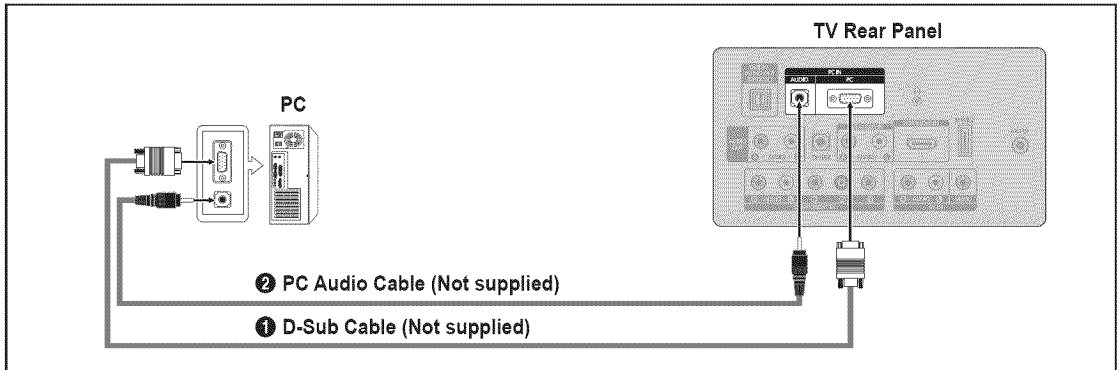 TV Rear Panel
PC IN
AUDIO
PC
PC
❷ PC Audio Cable (Not supplied)
❶ D-Sub Cable (Not supplied)